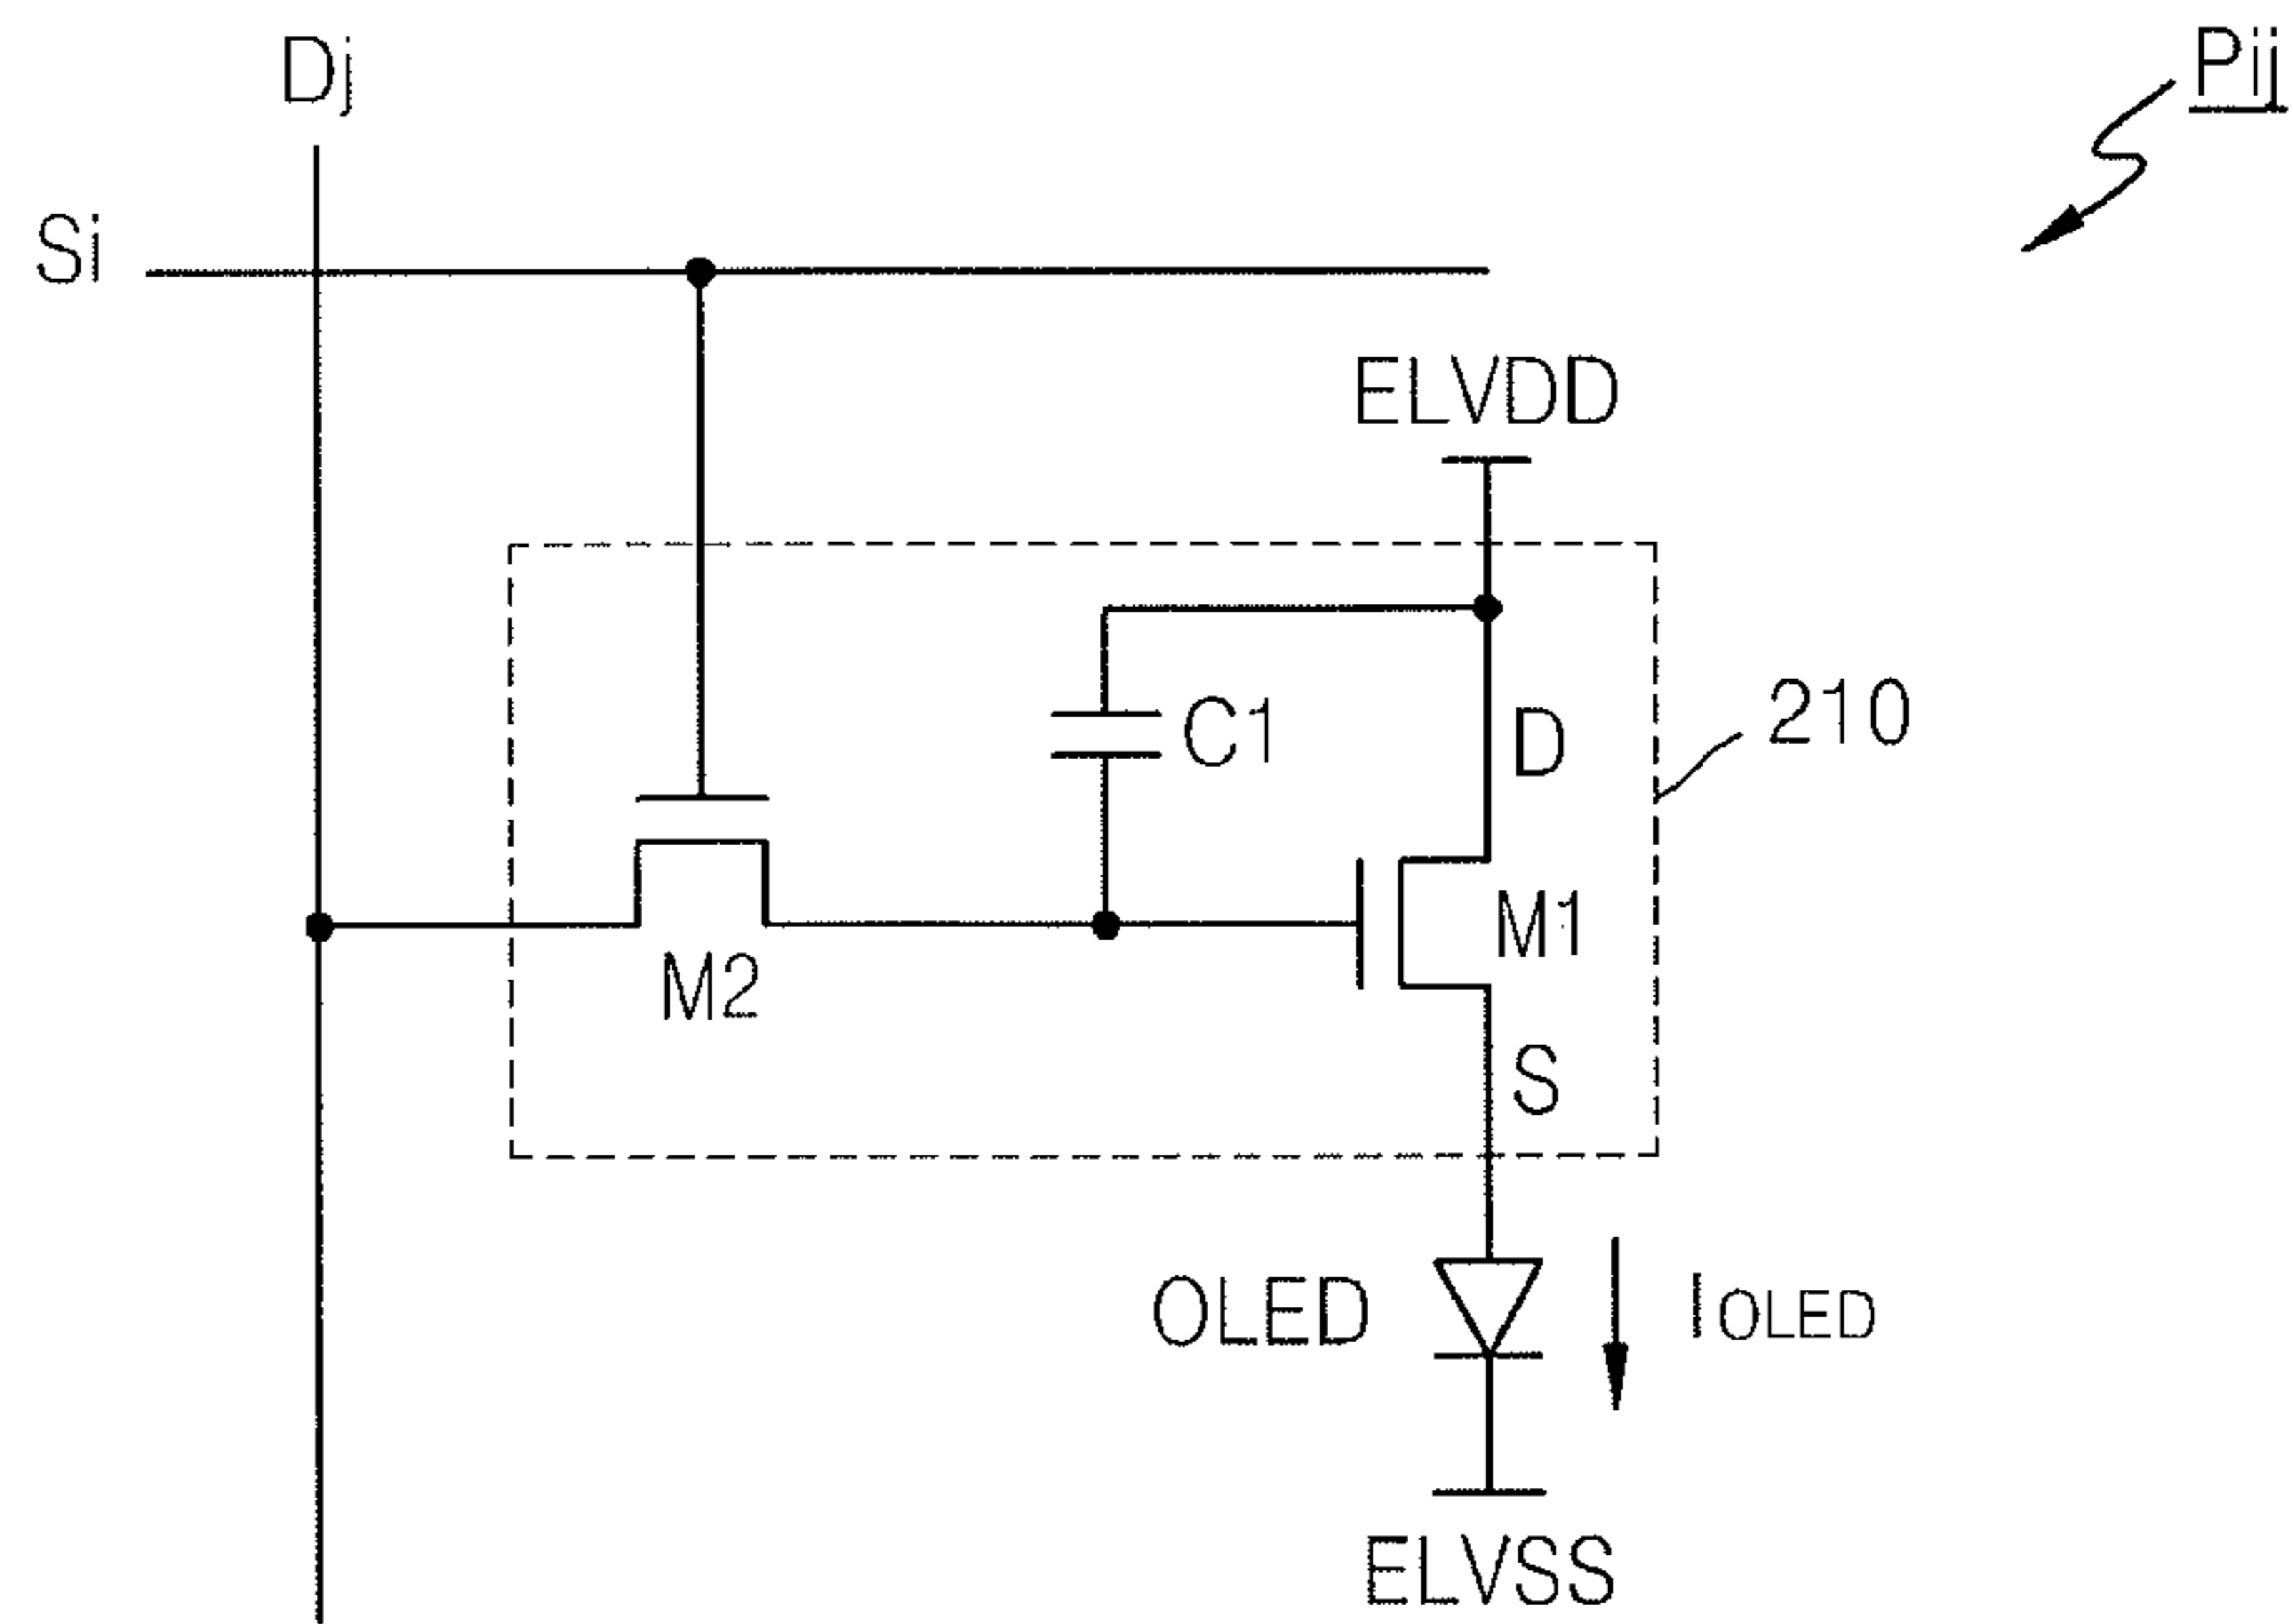 Dj
Pij
Si
ELVDD
C1
D
210
M1
M2
S
OLED
IOLED
ELVSS